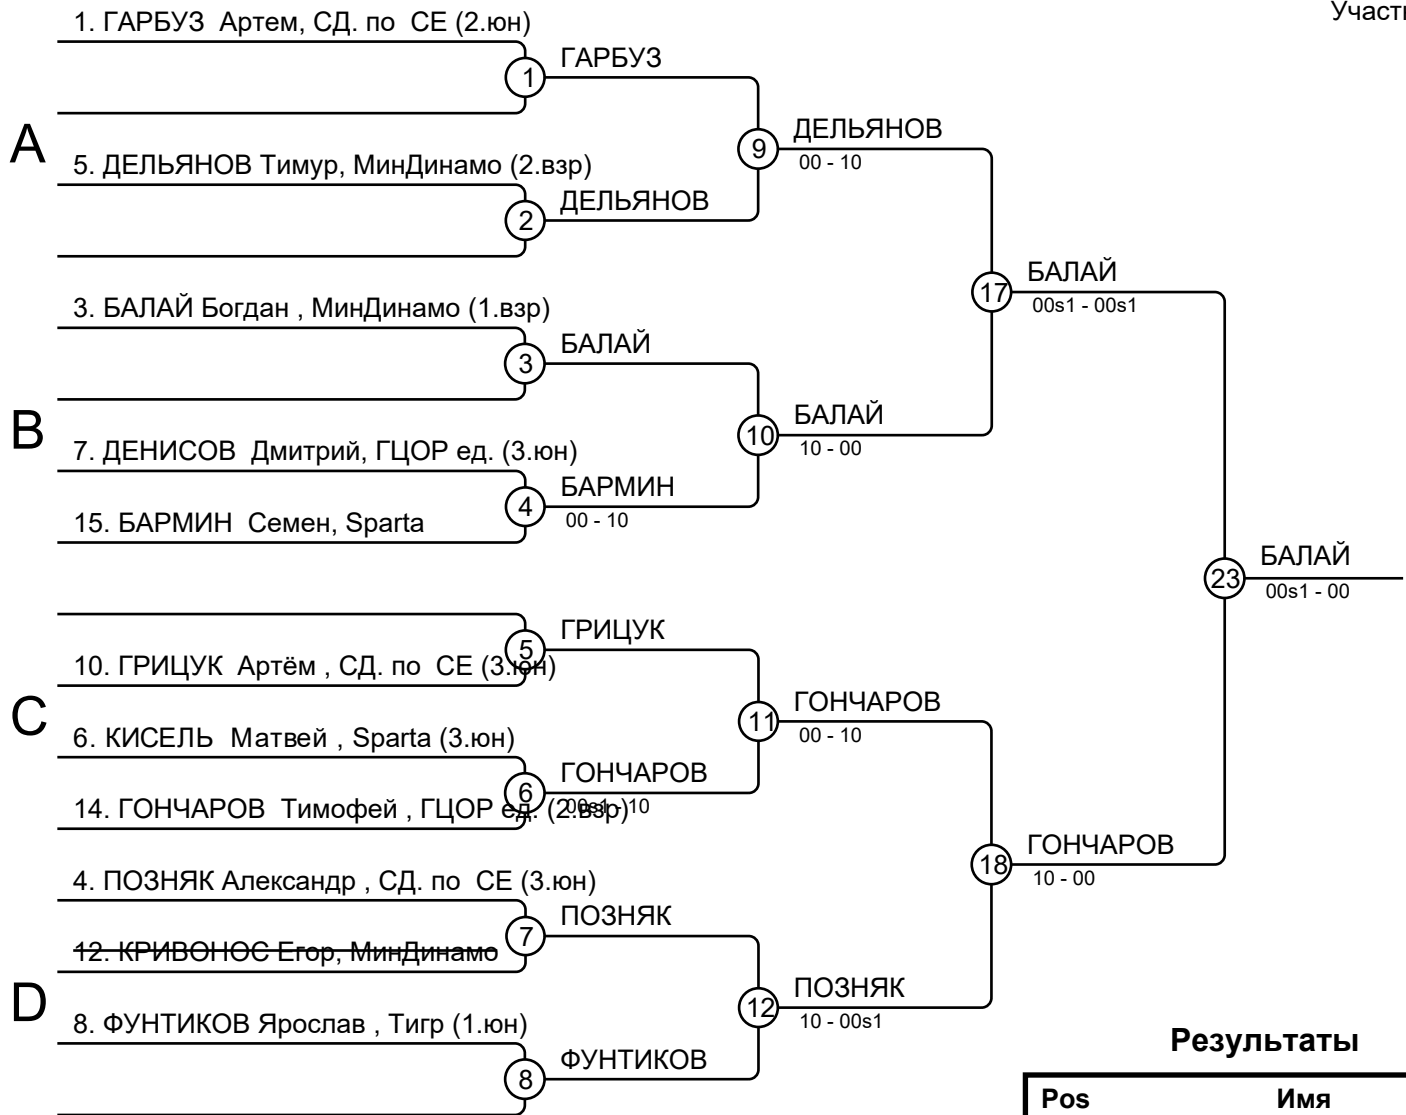 Участн
1. ГАРБУЗ Артем, СД. по СЕ (2.юн)
1
ГАРБУЗ
A
9
ДЕЛЬЯНОВ
00 - 10
5. ДЕЛЬЯНОВ Тимур, МинДинамо (2.взр)
2
ДЕЛЬЯНОВ
17
БАЛАЙ
00s1 - 00s1
3. БАЛАЙ Богдан , МинДинамо (1.взр)
3
БАЛАЙ
B
10
БАЛАЙ
10 - 00
7. ДЕНИСОВ Дмитрий, ГЦОР ед. (3.юн)
4
БАРМИН
00 - 10
15. БАРМИН Семен, Sparta
23
БАЛАЙ
00s1 - 00
5
ГРИЦУК
10. ГРИЦУК Артём , СД. по СЕ (3.юн)
C
11
ГОНЧАРОВ
00 - 10
6. КИСЕЛЬ Матвей , Sparta (3.юн)
6
ГОНЧАРОВ
00s1 - 10
14. ГОНЧАРОВ Тимофей , ГЦОР ед. (2.взр)
18
ГОНЧАРОВ
10 - 00
4. ПОЗНЯК Александр , СД. по СЕ (3.юн)
7
ПОЗНЯК
12. КРИВОНОС Егор, МинДинамо
D
12
ПОЗНЯК
10 - 00s1
8. ФУНТИКОВ Ярослав , Тигр (1.юн)
8
ФУНТИКОВ
Результаты
Pos Имя